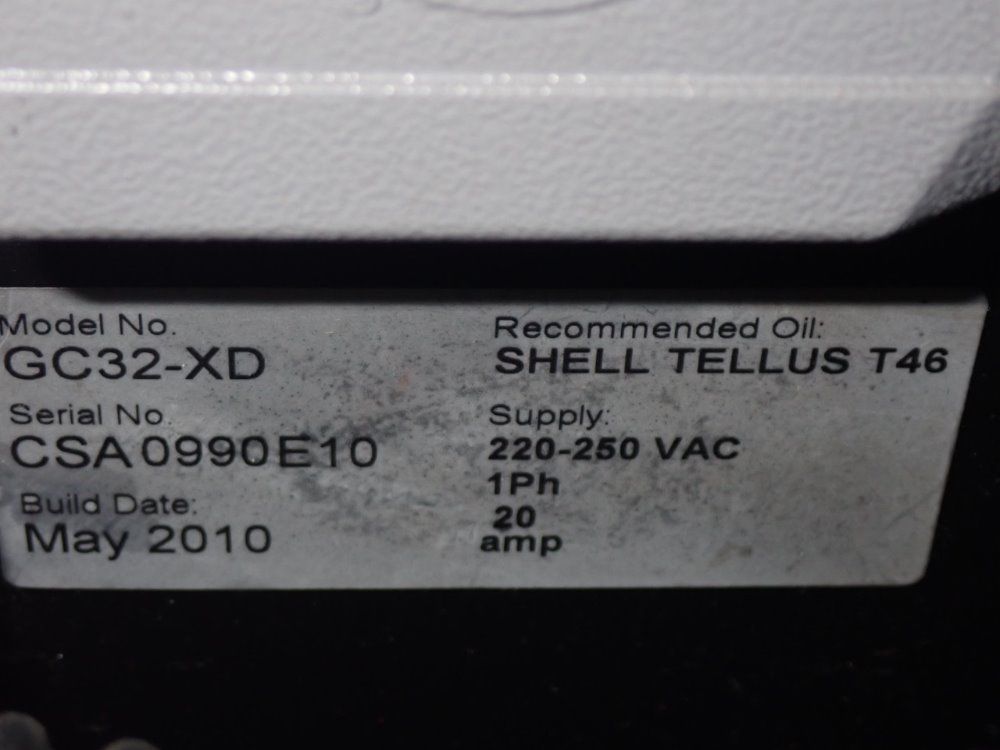 Model No.
GC32-XD
Serial No.
CSA0990E10
Build Date:
May 2010
Recommended Oil:
SHELL TELLUS T46
Supply:
220-250 VAC
1Ph
20
amp